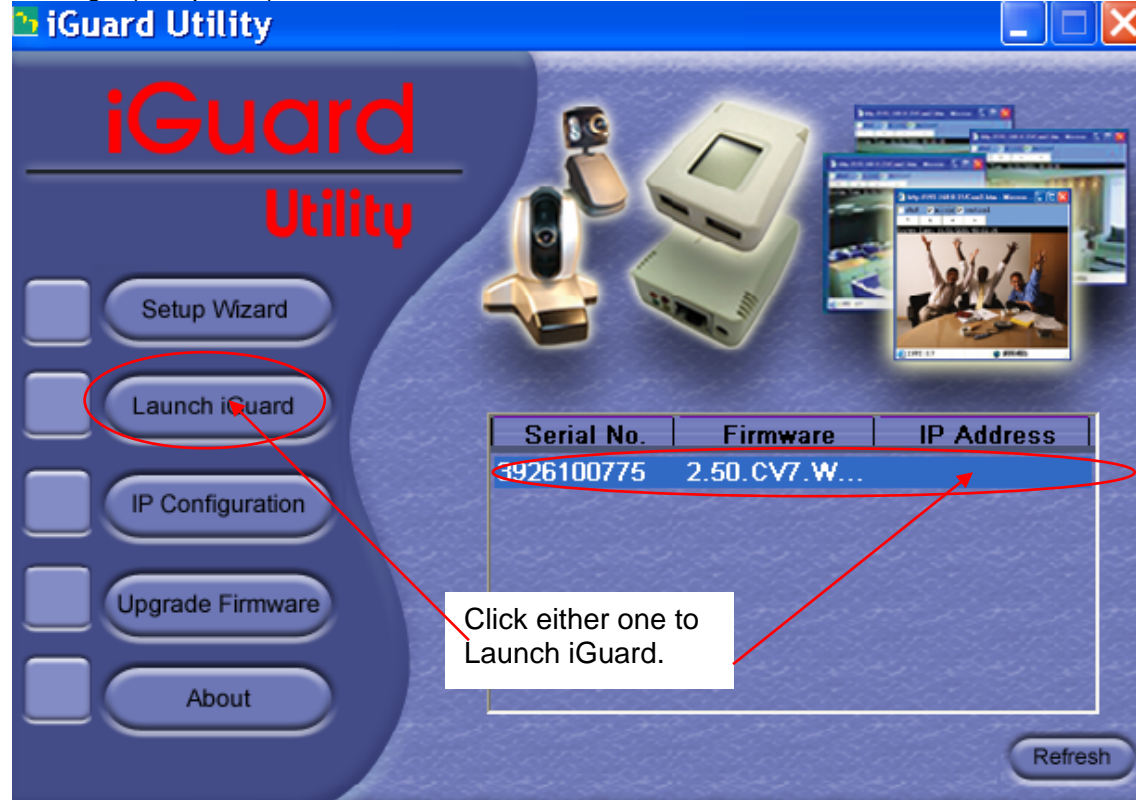 iGuard Utility
iGuard
Utility
Setup Wizard
Launch iGuard
IP Configuration
Upgrade Firmware
About
Serial No. Firmware IP Address
3926100775 2.50.CV7.W...
Click either one to
Launch iGuard.
Refresh